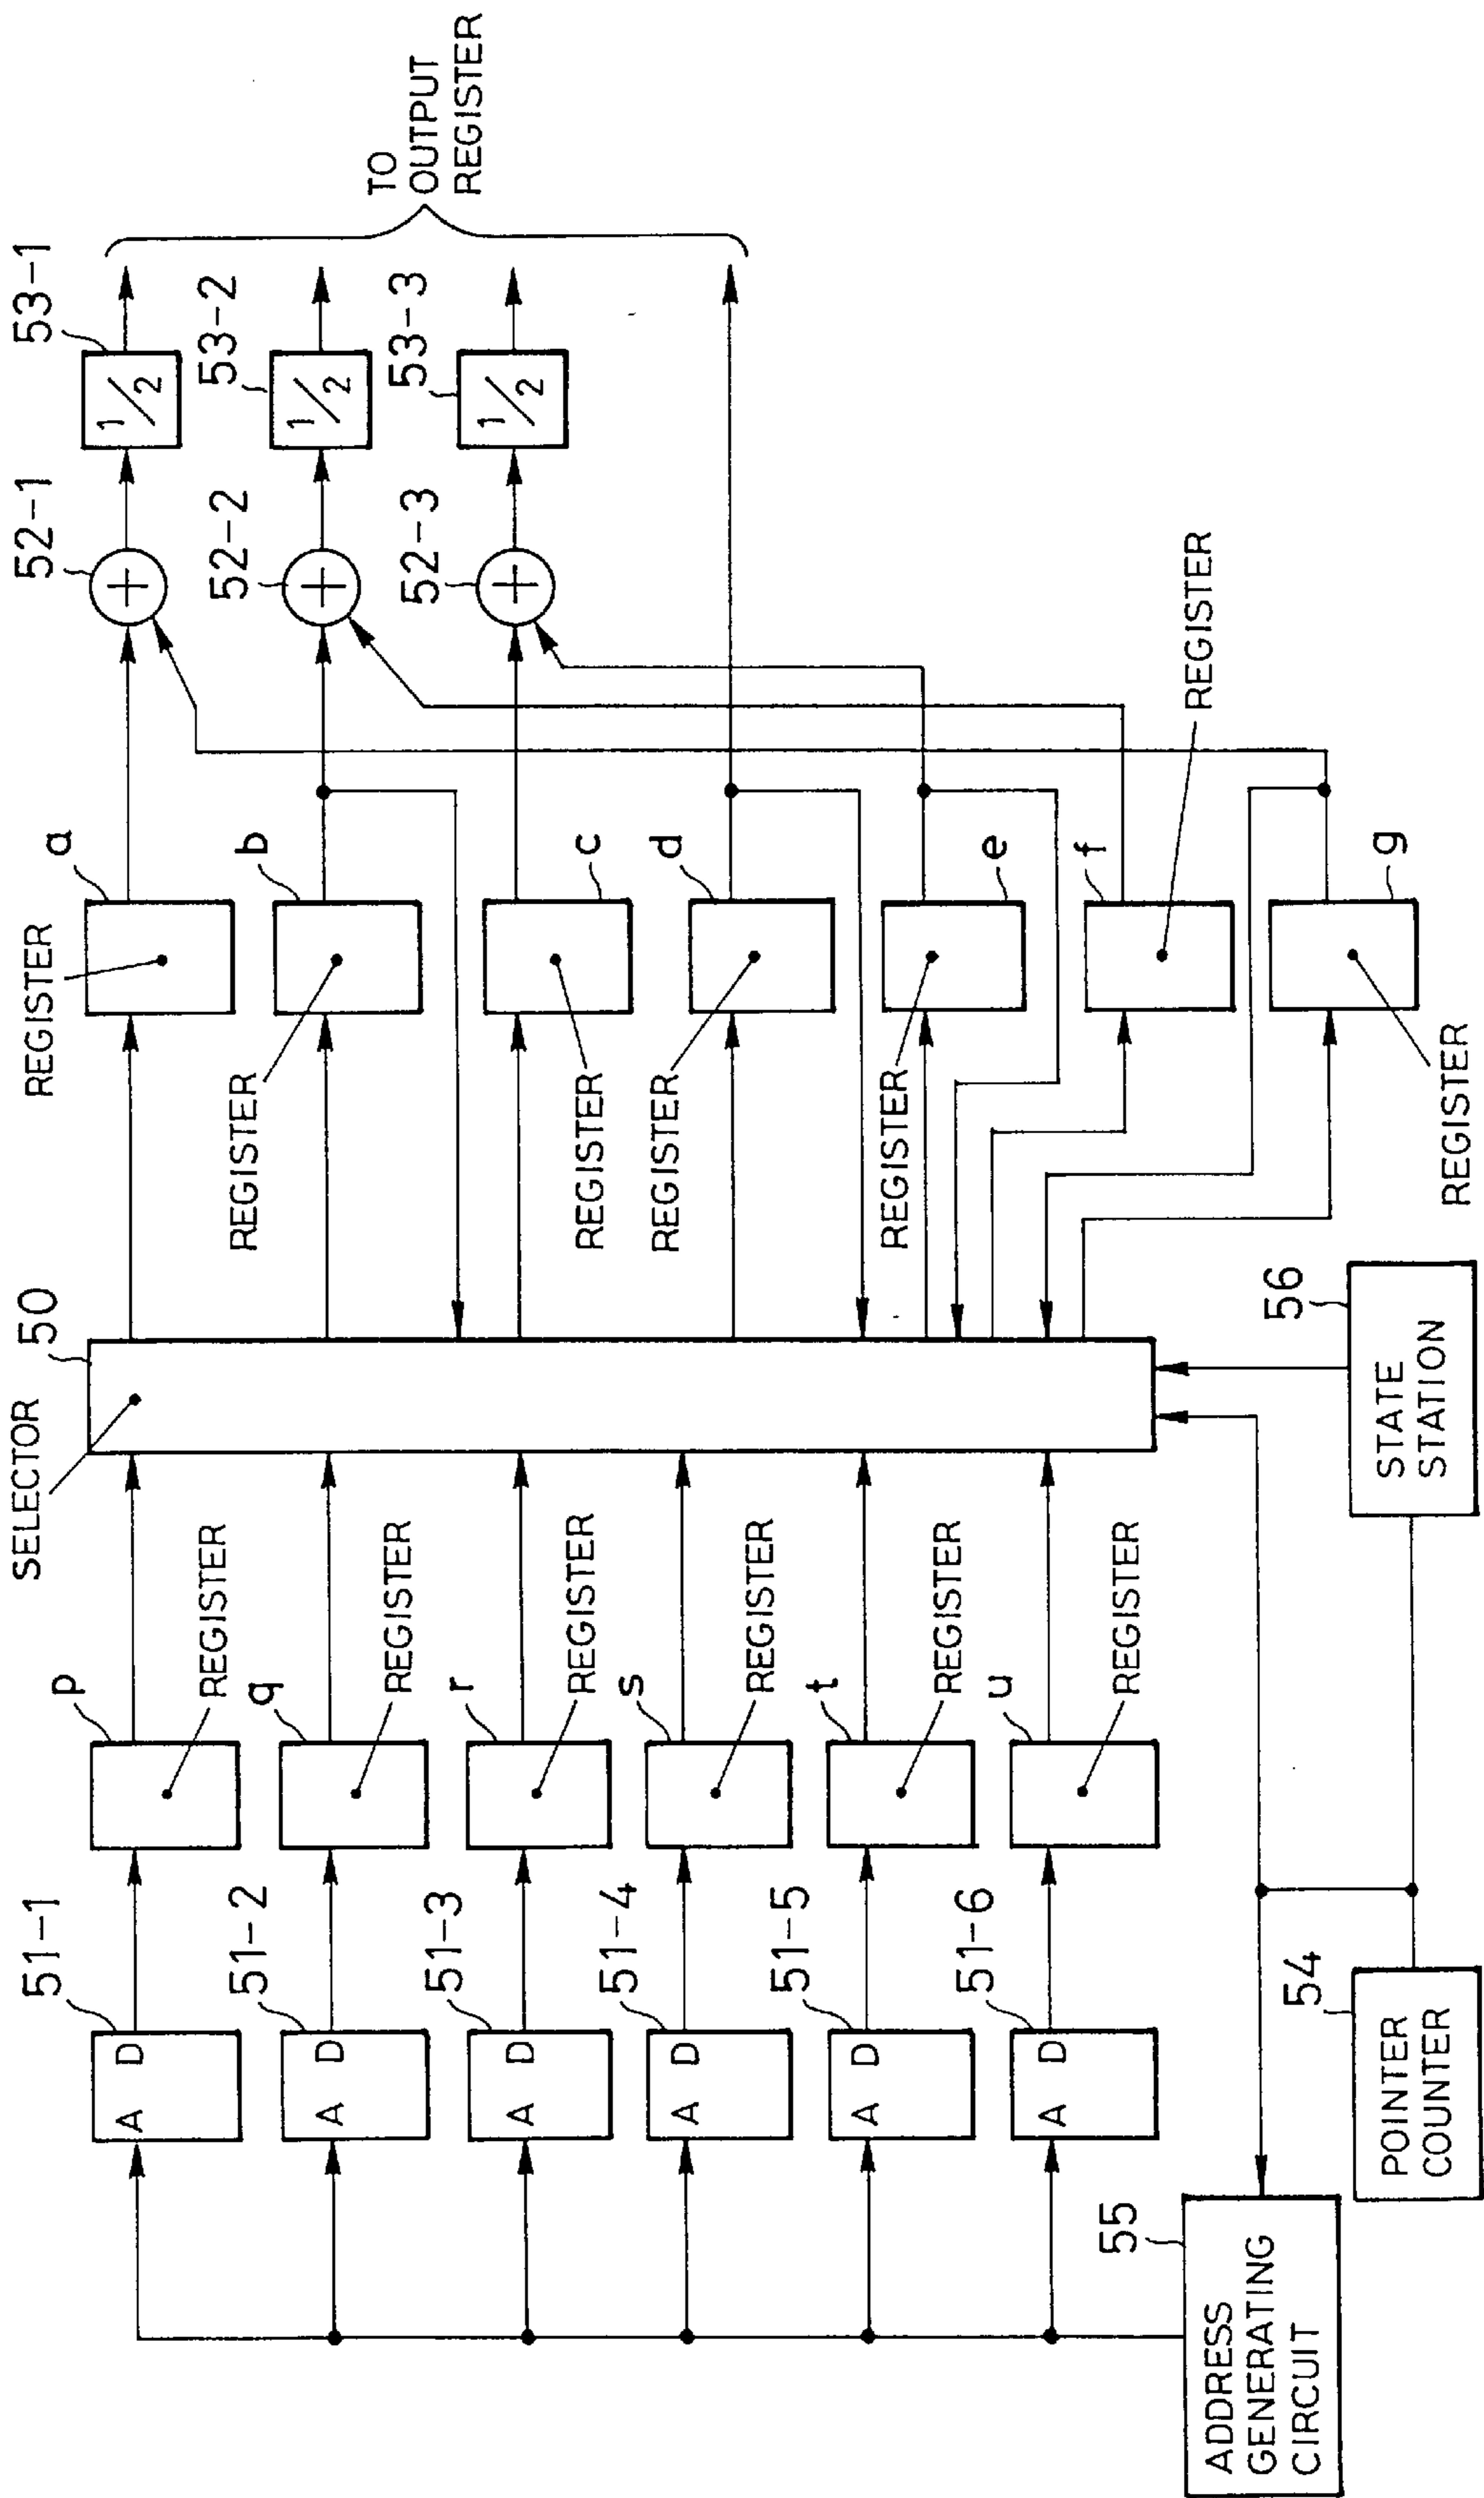 SELECTOR
50
51-1
A D
p
REGISTER
REGISTER
a
52-1
53-1
1/2
51-2
A D
q
REGISTER
REGISTER
b
52-2
53-2
1/2
51-3
A D
r
REGISTER
REGISTER
c
52-3
53-3
1/2
51-4
A D
s
REGISTER
REGISTER
d
TO
OUTPUT
REGISTER
51-5
A D
t
REGISTER
REGISTER
e
51-6
A D
u
REGISTER
f
REGISTER
g
REGISTER
55
ADDRESS
GENERATING
CIRCUIT
54
POINTER
COUNTER
56
STATE
STATION